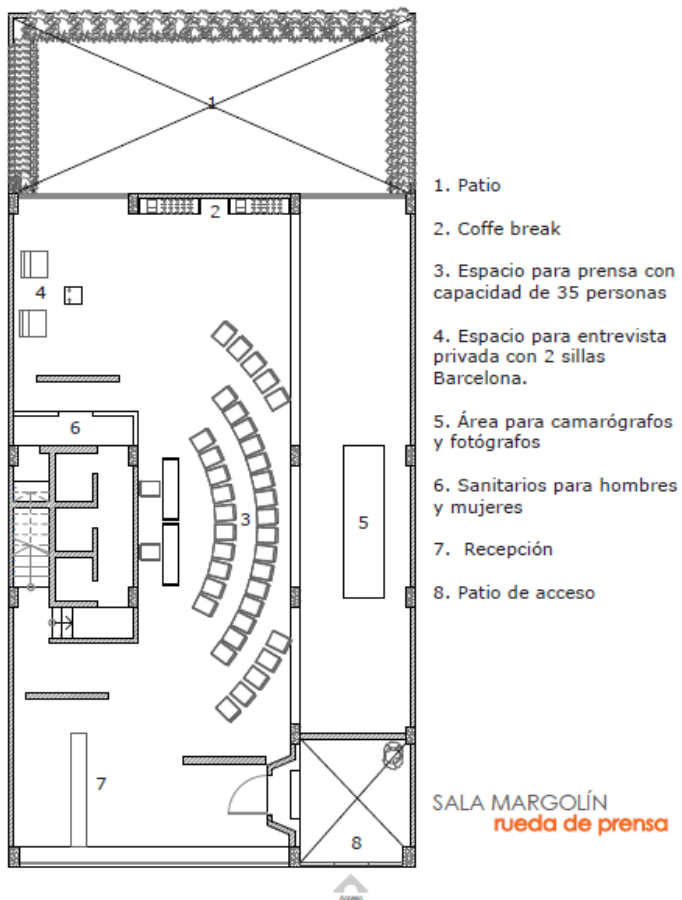 1
2
4
6
3
5
7
8
1. Patio
2. Coffe break
3. Espacio para prensa con
capacidad de 35 personas
4. Espacio para entrevista
privada con 2 sillas
Barcelona.
5. Área para camarógrafos
y fotógrafos
6. Sanitarios para hombres
y mujeres
7. Recepción
8. Patio de acceso
SALA MARGOLÍN
rueda de prensa
Acceso